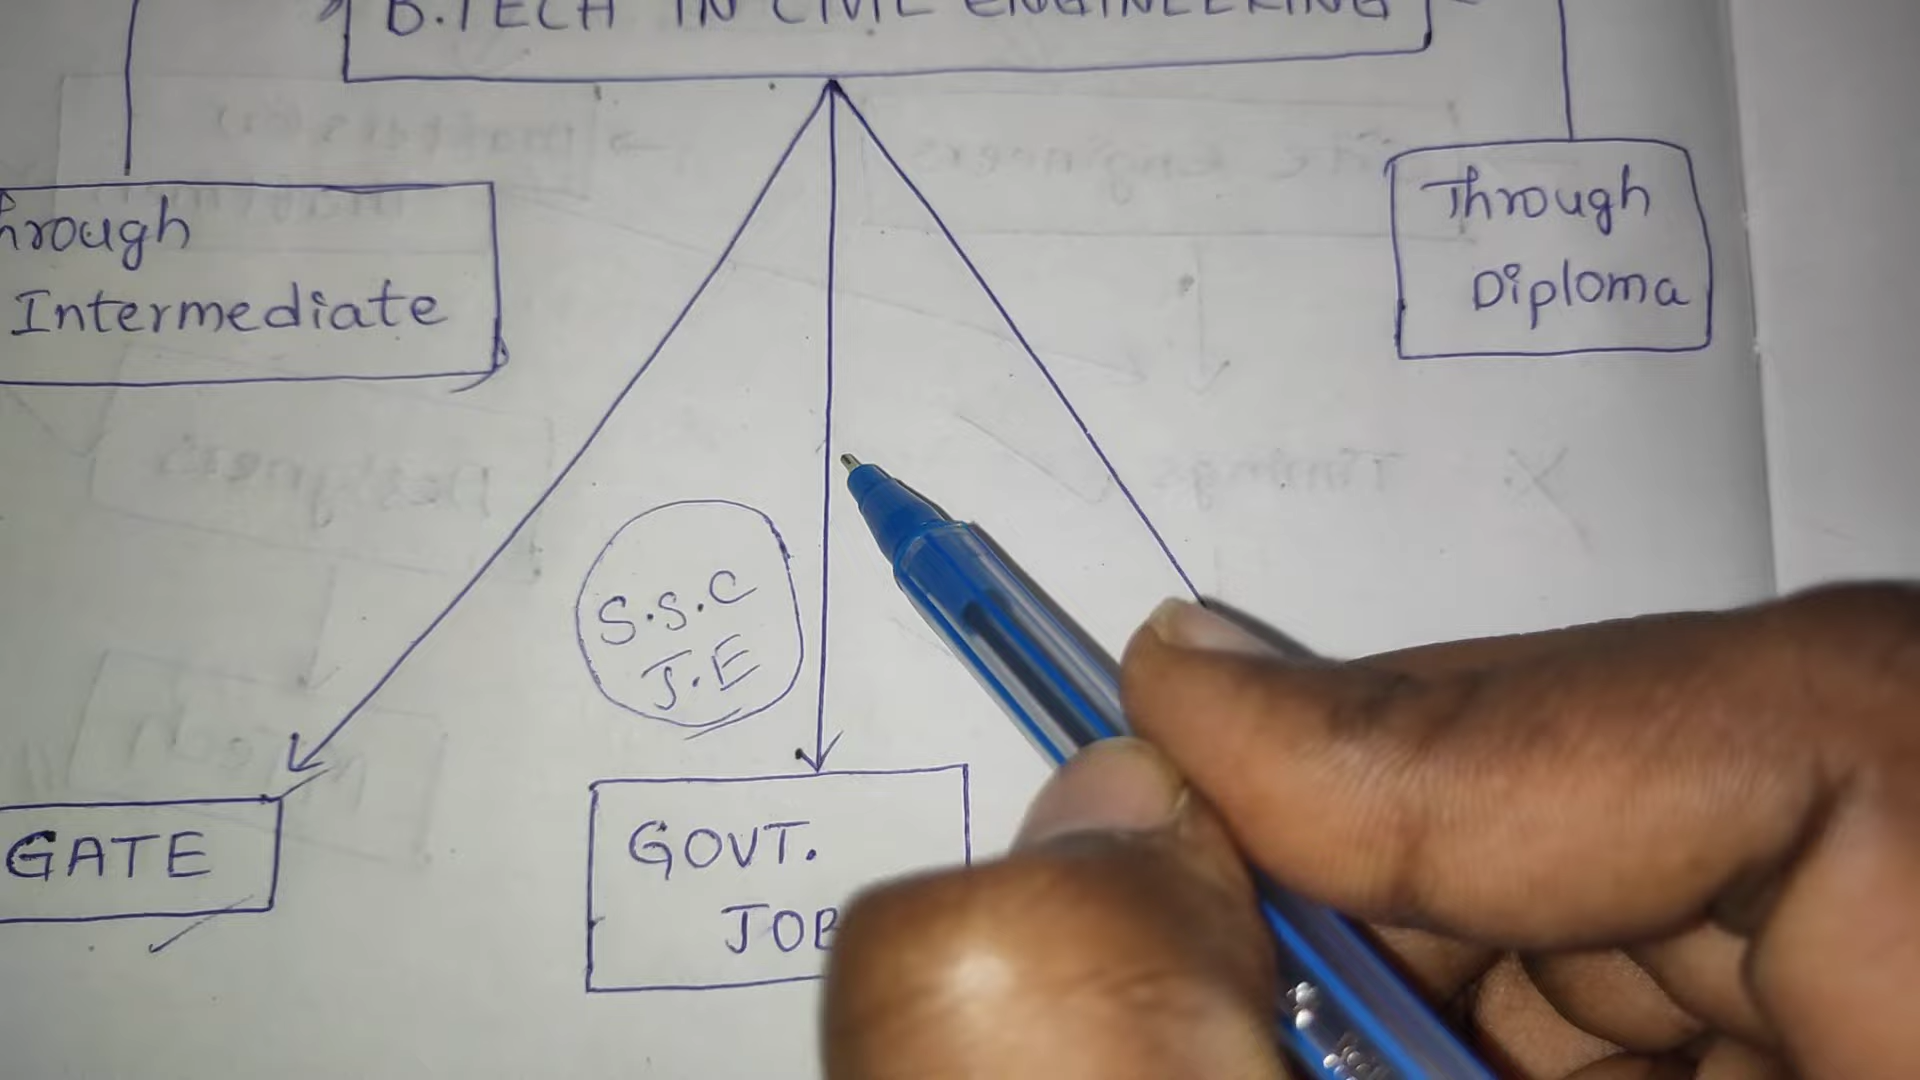 B.TECH IN CIVIL ENGINEERING
hrough
Intermediate
Through
Diploma
S.S.C
J.E
GATE
GOVT.
JOB